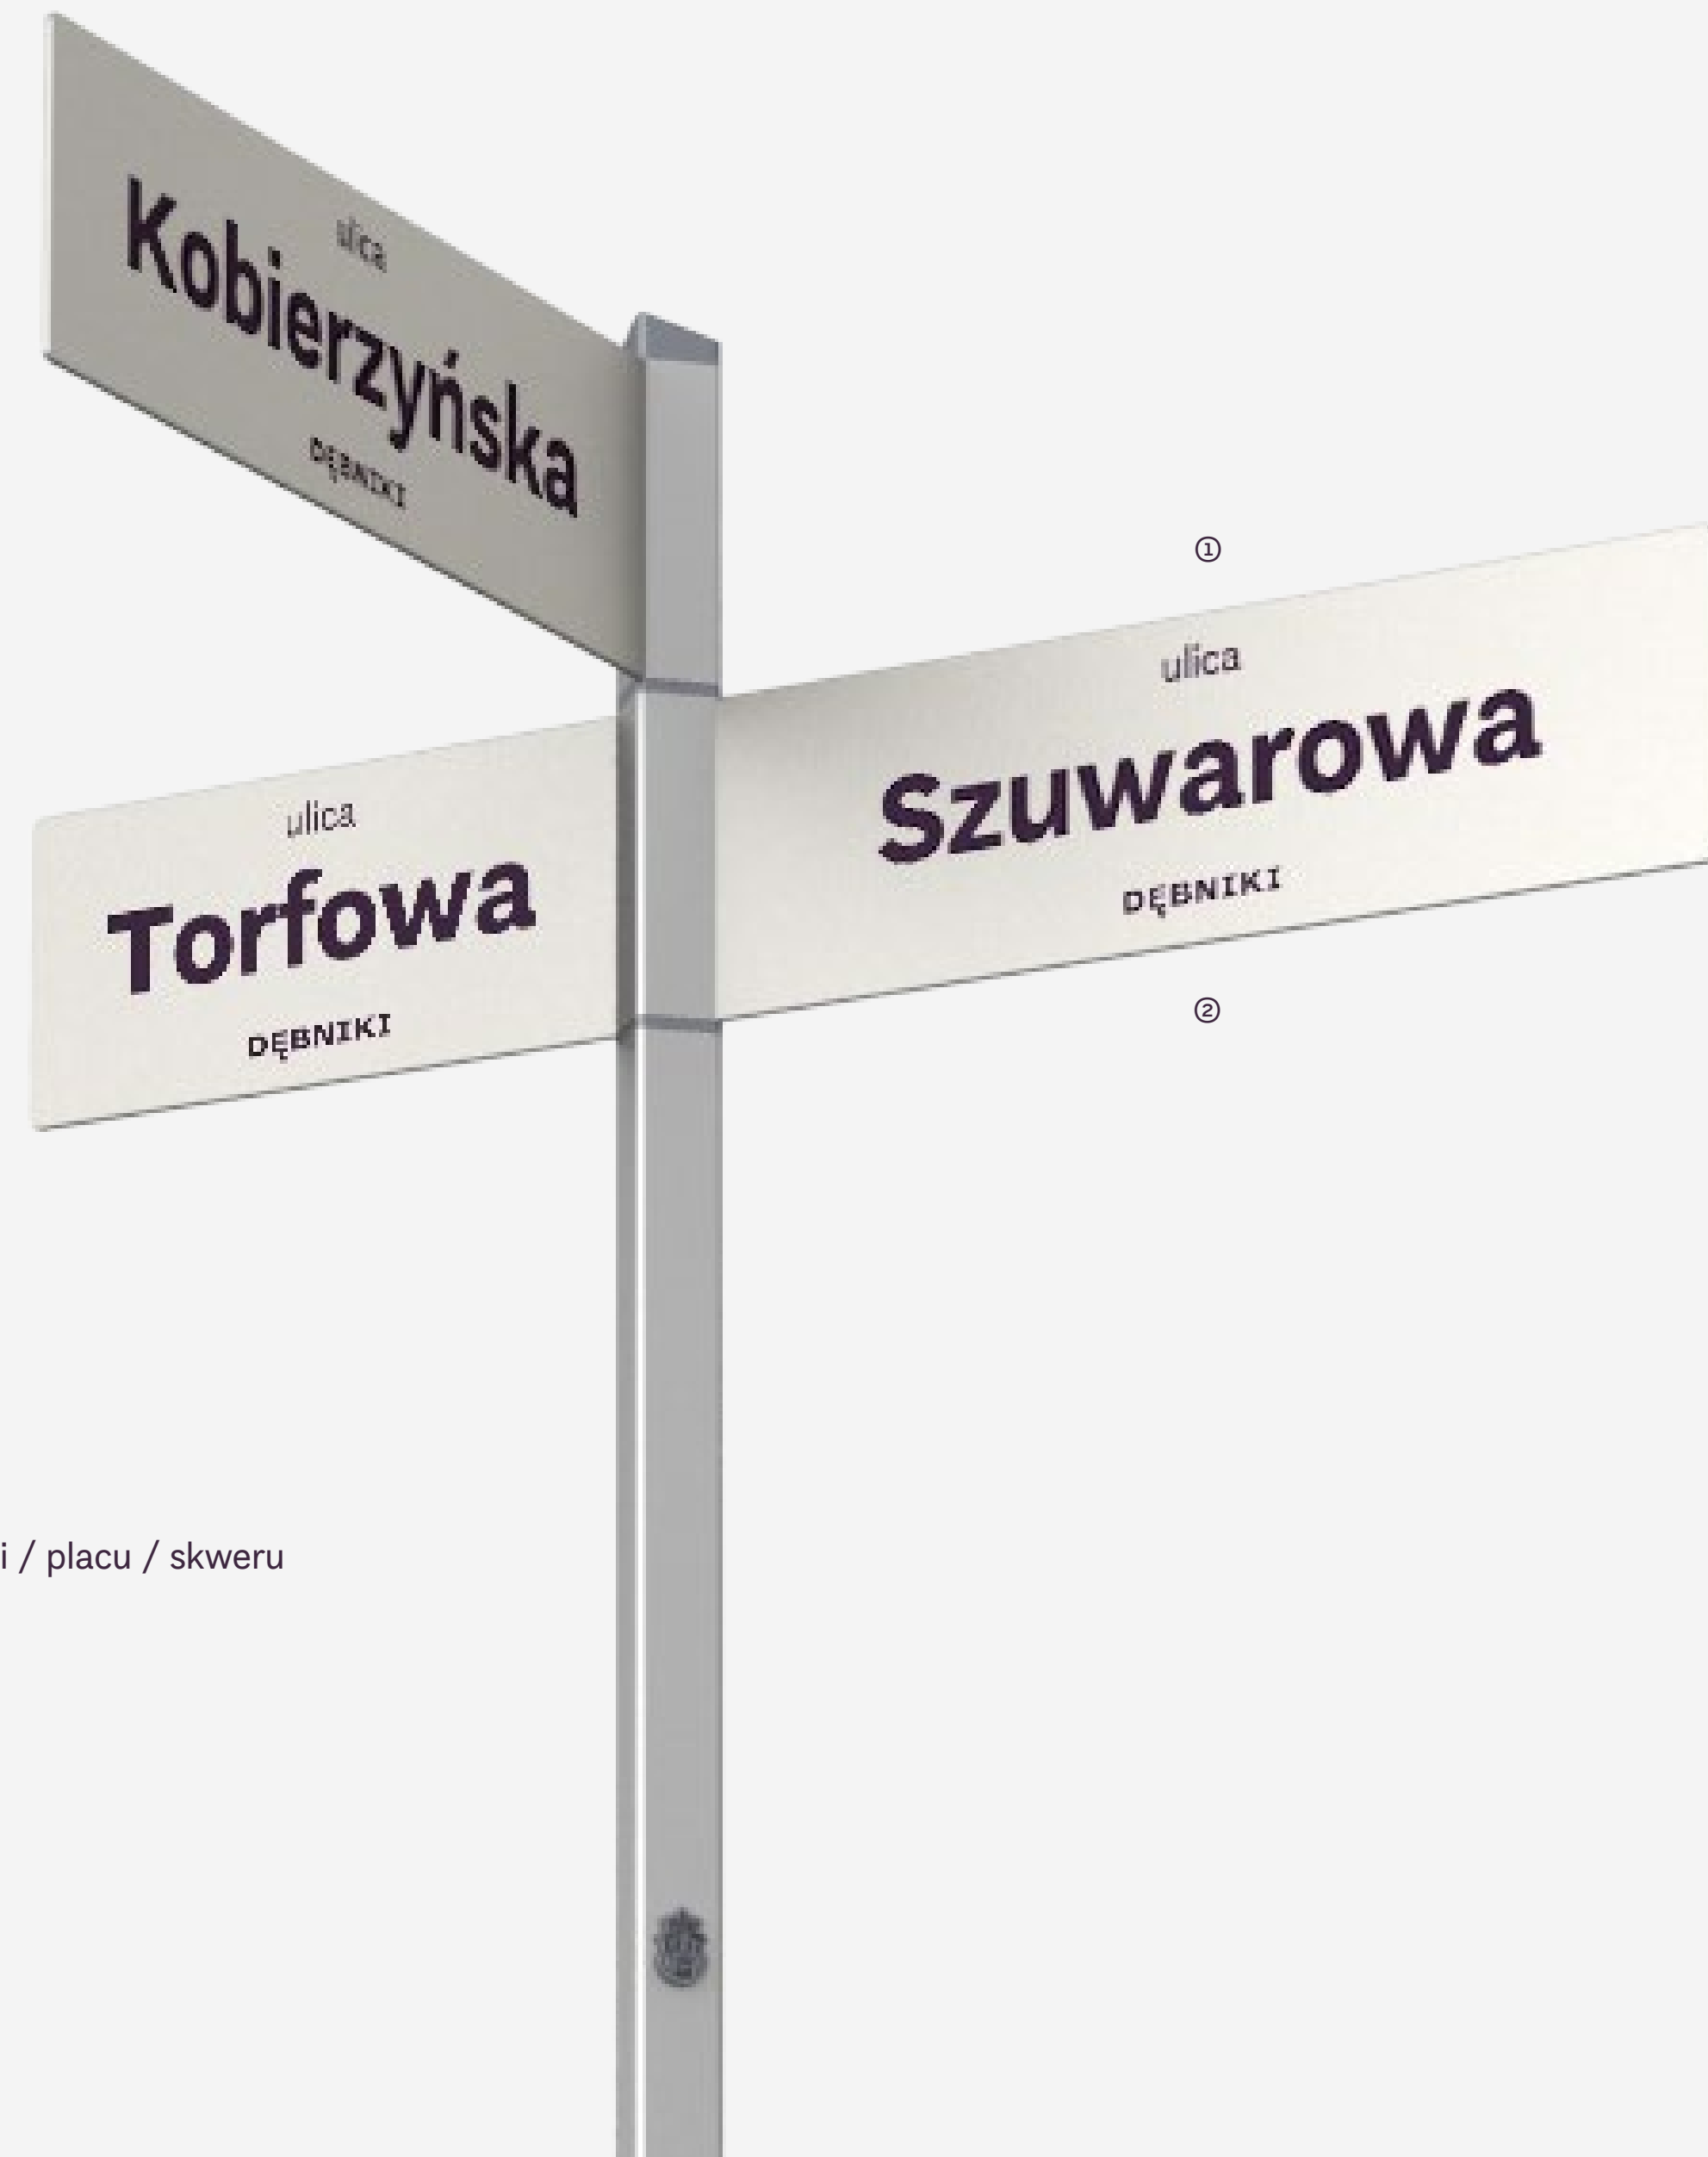 ulica
Kobierzyńska
DĘBNIKI
①
ulica
Szuwarowa
DĘBNIKI
②
ulica
Torfowa
DĘBNIKI
i / placu / skweru